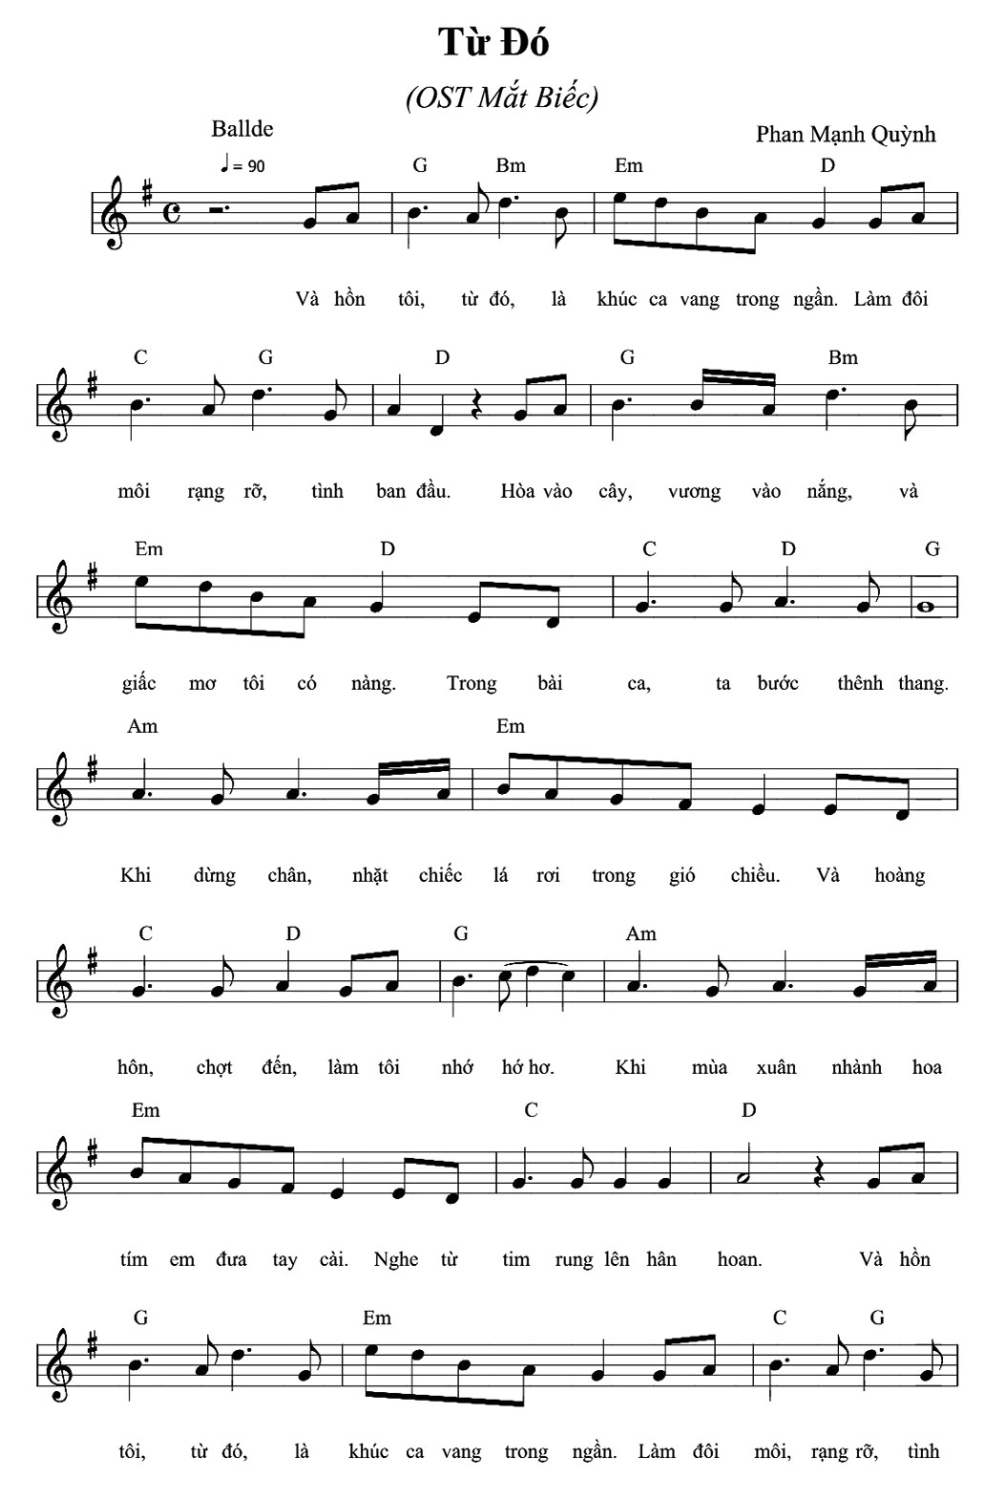 Từ Đó
(OST Mắt Biếc)
Ballde
Phan Mạnh Quỳnh
♩ = 90
G Bm Em D
Và hồn tôi, từ đó, là khúc ca vang trong ngần. Làm đôi
C G D G Bm
môi rạng rỡ, tình ban đầu. Hòa vào cây, vương vào nắng, và
Em D C D G
giấc mơ tôi có nàng. Trong bài ca, ta bước thênh thang.
Am Em
Khi dừng chân, nhặt chiếc lá rơi trong gió chiều. Và hoàng
C D G Am
hôn, chợt đến, làm tôi nhớ hớ hơ. Khi mùa xuân nhành hoa
Em C D
tím em đưa tay cài. Nghe từ tim rung lên hân hoan. Và hồn
G Em C G
tôi, từ đó, là khúc ca vang trong ngần. Làm đôi môi, rạng rỡ, tình